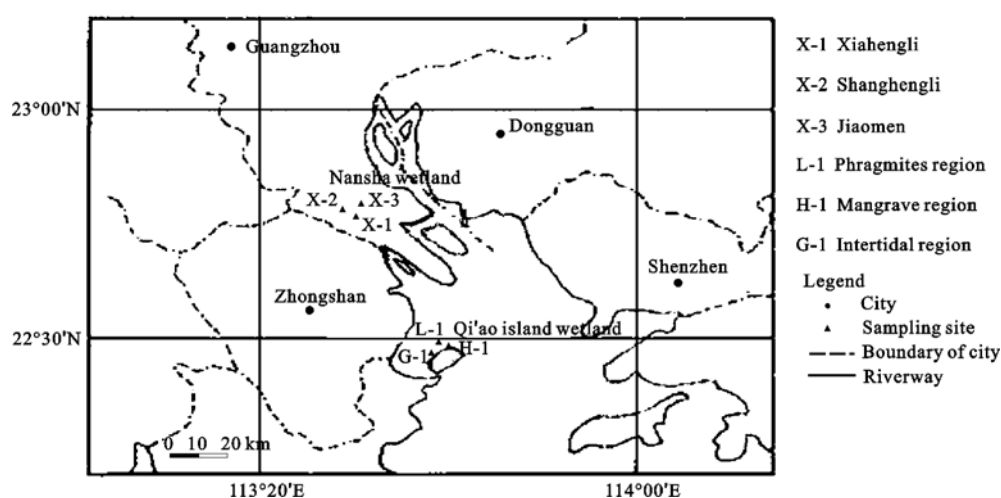 Guangzhou
23°00'N
Dongguan
Nansha wetland
X-2
X-3
X-1
Shenzhen
Zhongshan
L-1 Qi'ao island wetland
22°30'N
G-1
H-1
0 10 20 km
113°20'E
114°00'E
X-1 Xiahengli
X-2 Shanghengli
X-3 Jiaomen
L-1 Phragmites region
H-1 Mangrave region
G-1 Intertidal region
Legend
City
Sampling site
Boundary of city
Riverway